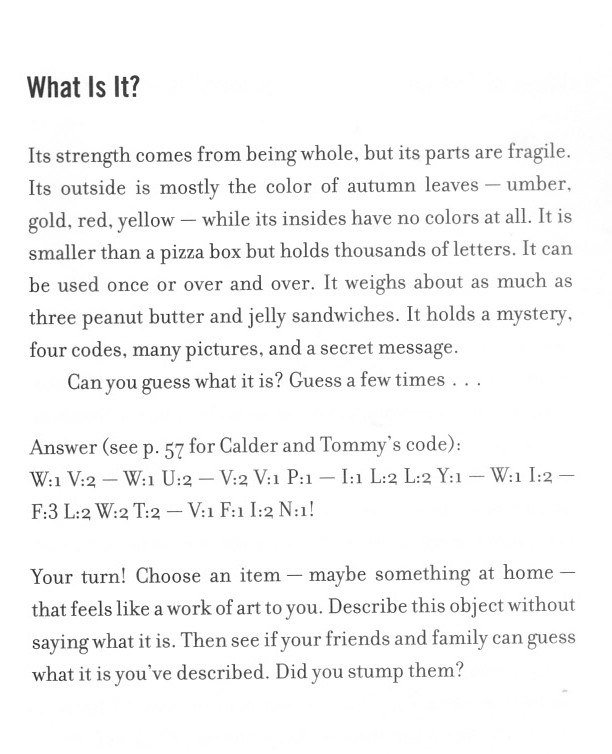 What Is It?
Its strength comes from being whole, but its parts are fragile.
Its outside is mostly the color of autumn leaves — umber,
gold, red, yellow — while its insides have no colors at all. It is
smaller than a pizza box but holds thousands of letters. It can
be used once or over and over. It weighs about as much as
three peanut butter and jelly sandwiches. It holds a mystery,
four codes, many pictures, and a secret message.
Can you guess what it is? Guess a few times . . .
Answer (see p. 57 for Calder and Tommy's code):
W:1 V:2 — W:1 U:2 — V:2 V:1 P:1 — I:1 L:2 L:2 Y:1 — W:1 I:2 —
F:3 L:2 W:2 T:2 — V:1 F:1 I:2 N:1!
Your turn! Choose an item — maybe something at home —
that feels like a work of art to you. Describe this object without
saying what it is. Then see if your friends and family can guess
what it is you've described. Did you stump them?